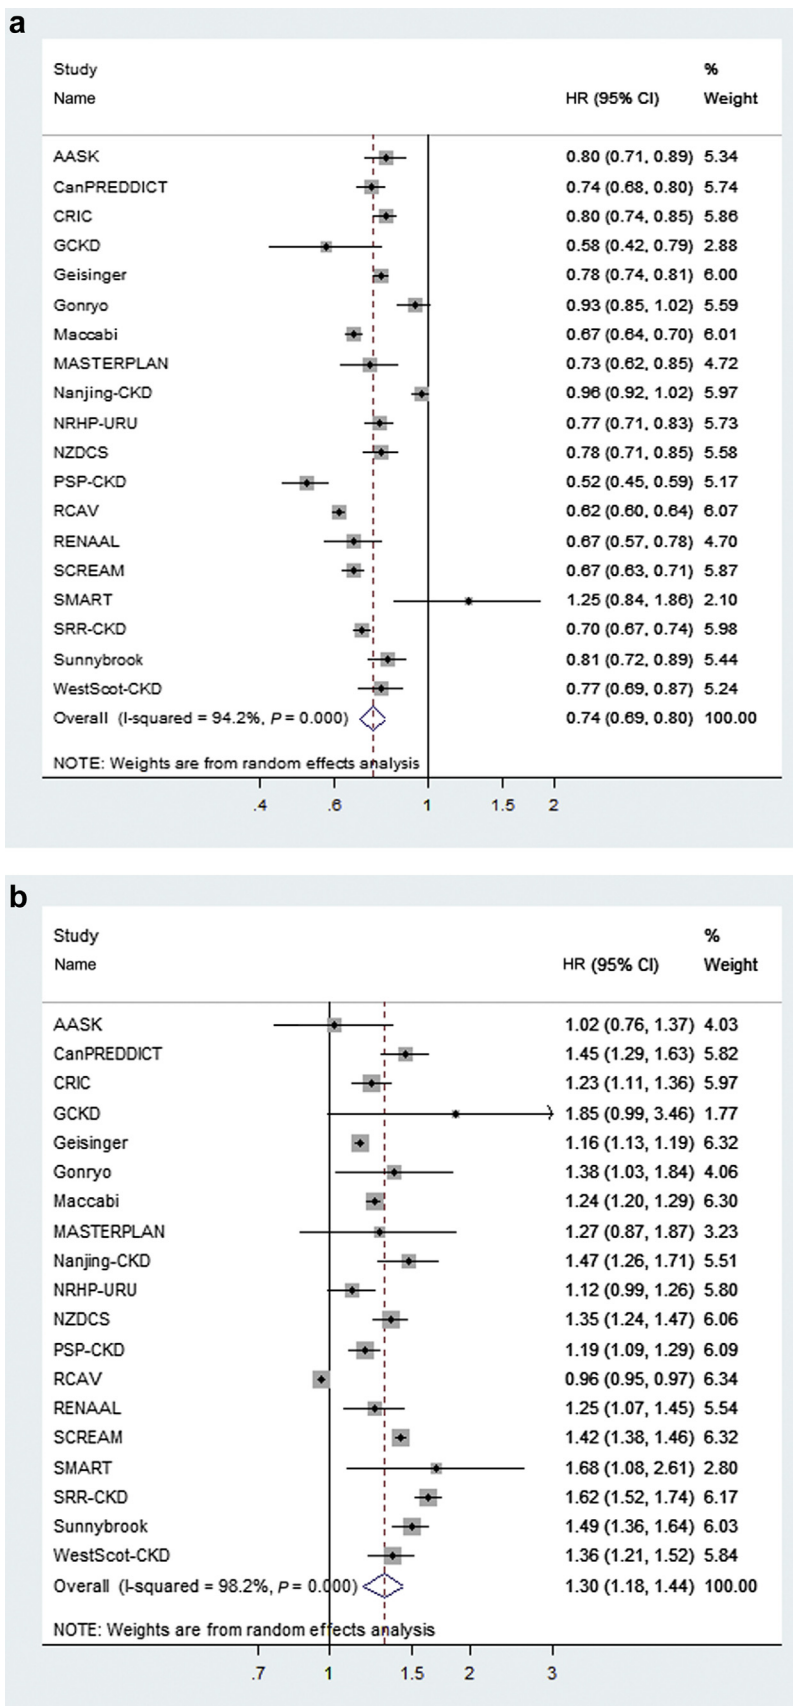 a
Study %
Name HR (95% CI) Weight
AASK 0.80 (0.71, 0.89) 5.34
CanPREDDICT 0.74 (0.68, 0.80) 5.74
CRIC 0.80 (0.74, 0.85) 5.86
GCKD 0.58 (0.42, 0.79) 2.88
Geisinger 0.78 (0.74, 0.81) 6.00
Gonryo 0.93 (0.85, 1.02) 5.59
Maccabi 0.67 (0.64, 0.70) 6.01
MASTERPLAN 0.73 (0.62, 0.85) 4.72
Nanjing-CKD 0.96 (0.92, 1.02) 5.97
NRHP-URU 0.77 (0.71, 0.83) 5.73
NZDCS 0.78 (0.71, 0.85) 5.58
PSP-CKD 0.52 (0.45, 0.59) 5.17
RCAV 0.62 (0.60, 0.64) 6.07
RENAAL 0.67 (0.57, 0.78) 4.70
SCREAM 0.67 (0.63, 0.71) 5.87
SMART 1.25 (0.84, 1.86) 2.10
SRR-CKD 0.70 (0.67, 0.74) 5.98
Sunnybrook 0.81 (0.72, 0.89) 5.44
WestScot-CKD 0.77 (0.69, 0.87) 5.24
Overall (I-squared = 94.2%, P = 0.000) 0.74 (0.69, 0.80) 100.00
NOTE: Weights are from random effects analysis
.4 .6 1 1.5 2
b
Study %
Name HR (95% CI) Weight
AASK 1.02 (0.76, 1.37) 4.03
CanPREDDICT 1.45 (1.29, 1.63) 5.82
CRIC 1.23 (1.11, 1.36) 5.97
GCKD 1.85 (0.99, 3.46) 1.77
Geisinger 1.16 (1.13, 1.19) 6.32
Gonryo 1.38 (1.03, 1.84) 4.06
Maccabi 1.24 (1.20, 1.29) 6.30
MASTERPLAN 1.27 (0.87, 1.87) 3.23
Nanjing-CKD 1.47 (1.26, 1.71) 5.51
NRHP-URU 1.12 (0.99, 1.26) 5.80
NZDCS 1.35 (1.24, 1.47) 6.06
PSP-CKD 1.19 (1.09, 1.29) 6.09
RCAV 0.96 (0.95, 0.97) 6.34
RENAAL 1.25 (1.07, 1.45) 5.54
SCREAM 1.42 (1.38, 1.46) 6.32
SMART 1.68 (1.08, 2.61) 2.80
SRR-CKD 1.62 (1.52, 1.74) 6.17
Sunnybrook 1.49 (1.36, 1.64) 6.03
WestScot-CKD 1.36 (1.21, 1.52) 5.84
Overall (I-squared = 98.2%, P = 0.000) 1.30 (1.18, 1.44) 100.00
NOTE: Weights are from random effects analysis
.7 1 1.5 2 3